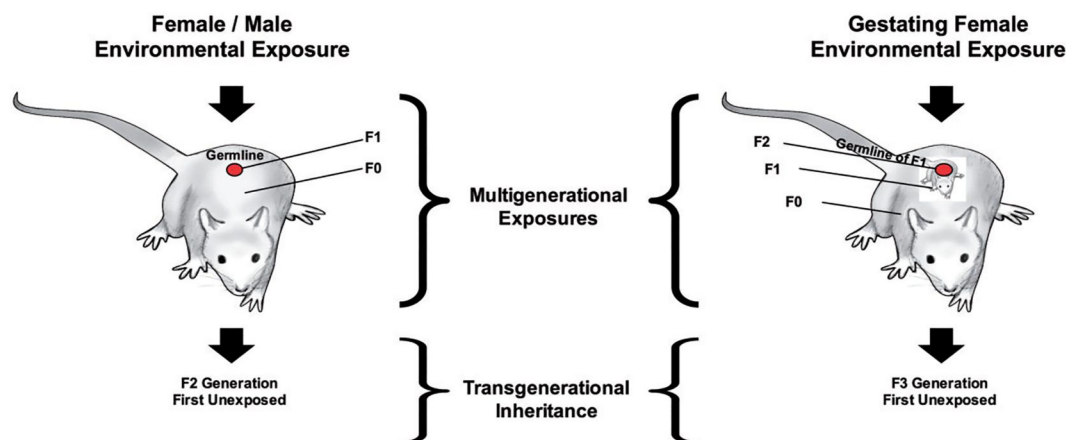 Female / Male
Environmental Exposure
Gestating Female
Environmental Exposure
Germline
F1
F0
Multigenerational
Exposures
F2
F1
F0
Germline of F1
F2 Generation
First Unexposed
Transgenerational
Inheritance
F3 Generation
First Unexposed